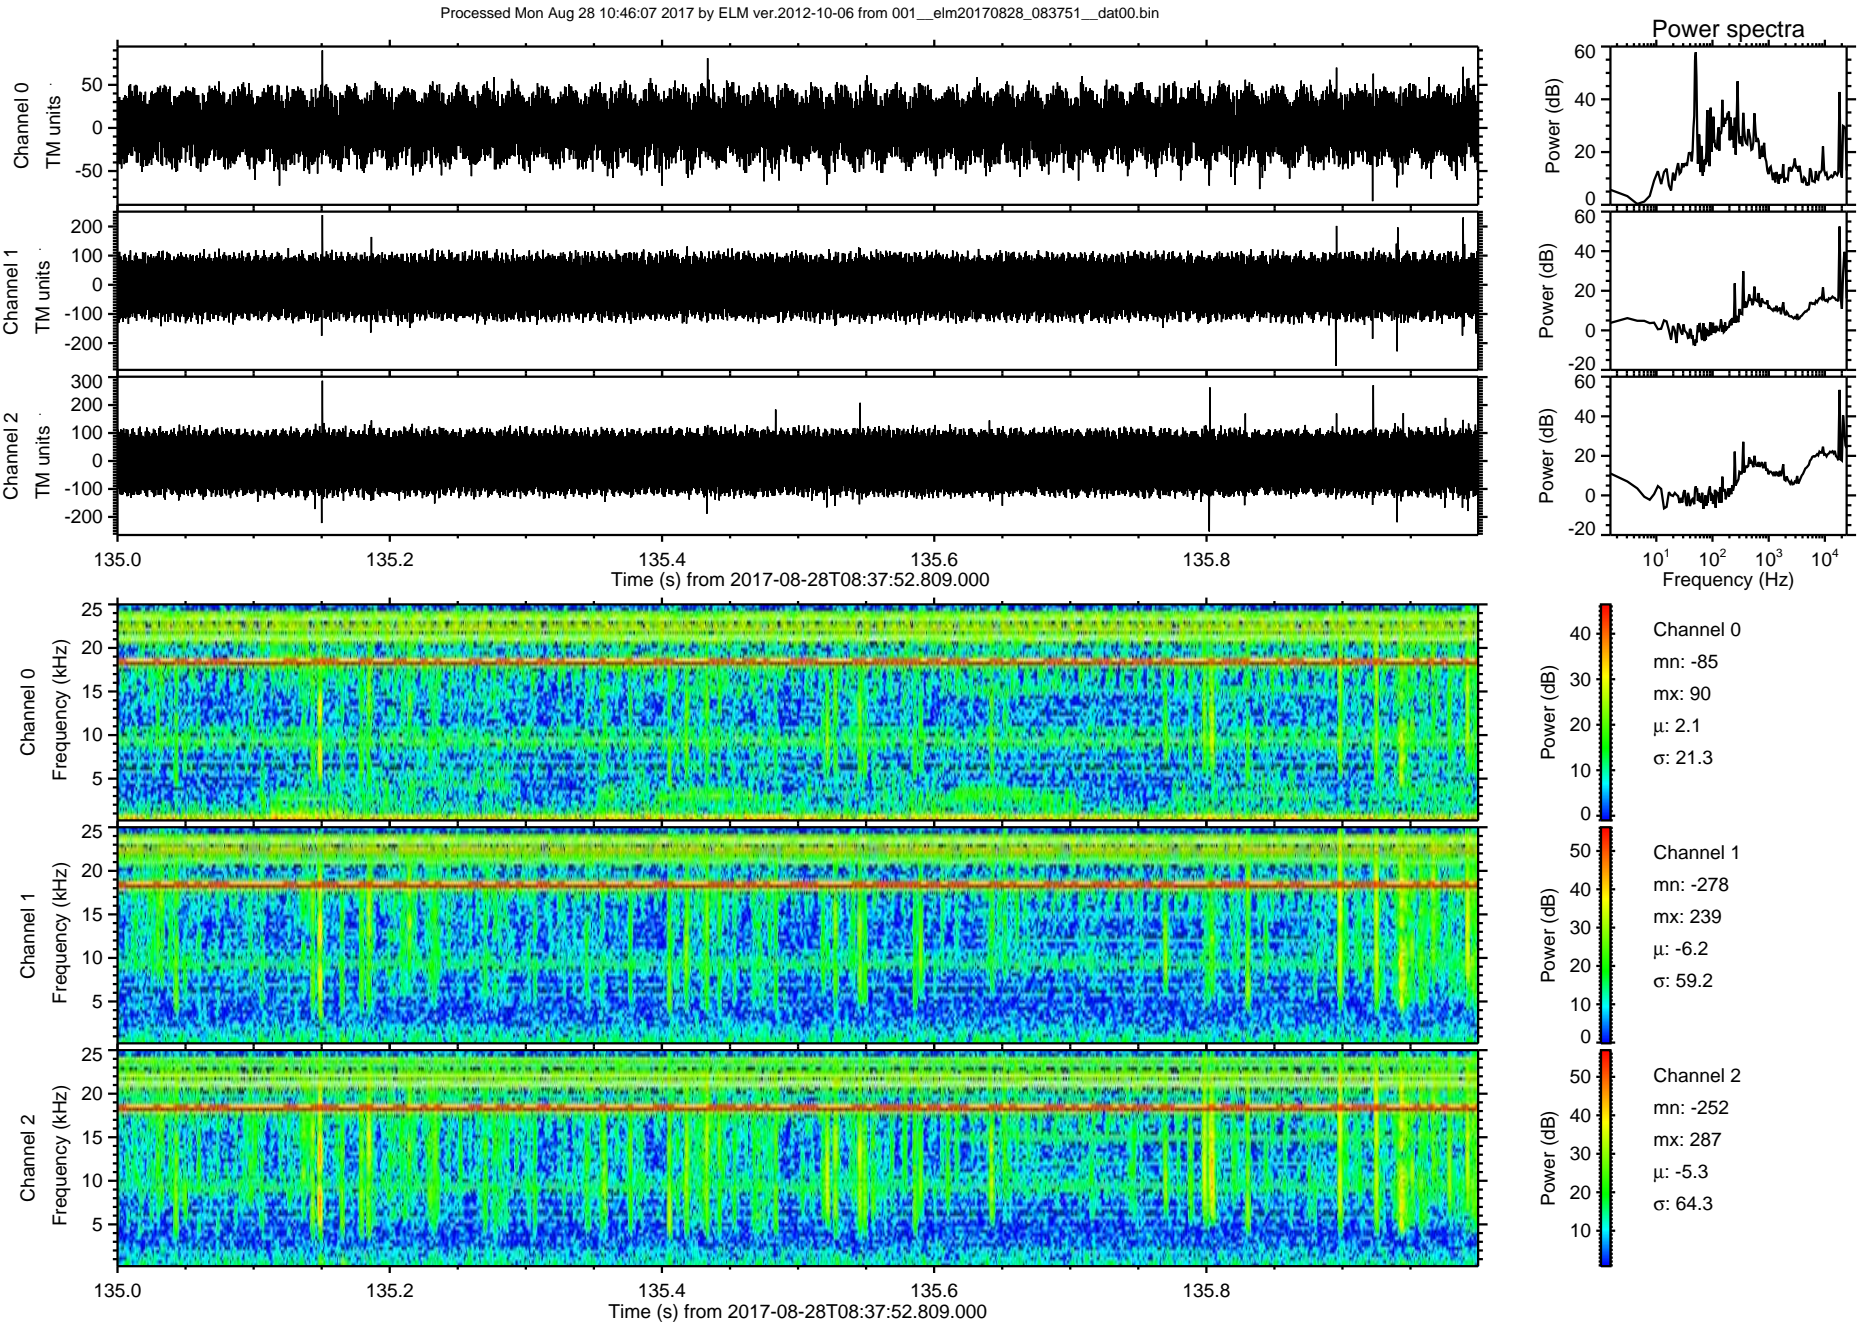 Processed Mon Aug 28 10:46:07 2017 by ELM ver.2012-10-06 from 001__elm20170828_083751__dat00.bin
Power spectra
Channel 0
TM units
50
0
-50
Power (dB)
60
40
20
0
Channel 1
TM units
200
100
0
-100
-200
Power (dB)
60
40
20
0
-20
Channel 2
TM units
300
200
100
0
-100
-200
Power (dB)
60
40
20
0
-20
135.0 135.2 135.4 135.6 135.8
Time (s) from 2017-08-28T08:37:52.809.000
10¹ 10² 10³ 10⁴
Frequency (Hz)
Channel 0
Frequency (kHz)
25
20
15
10
5
Power (dB)
40
30
20
10
0
Channel 0
mn: -85
mx: 90
μ: 2.1
σ: 21.3
Channel 1
Frequency (kHz)
25
20
15
10
5
Power (dB)
50
40
30
20
10
0
Channel 1
mn: -278
mx: 239
μ: -6.2
σ: 59.2
Channel 2
Frequency (kHz)
25
20
15
10
5
Power (dB)
50
40
30
20
10
Channel 2
mn: -252
mx: 287
μ: -5.3
σ: 64.3
135.0 135.2 135.4 135.6 135.8
Time (s) from 2017-08-28T08:37:52.809.000